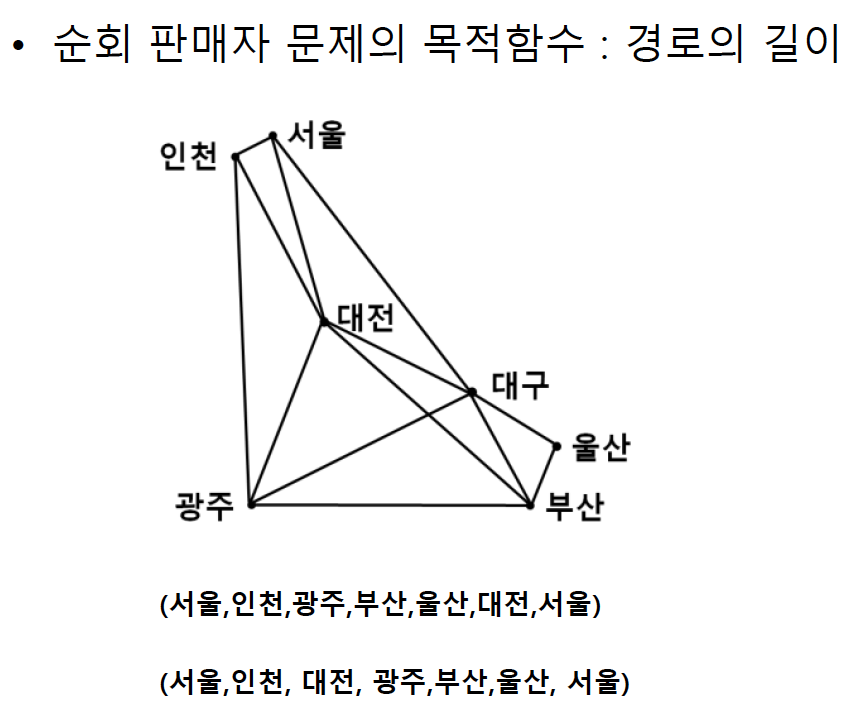 • 순회 판매자 문제의 목적함수 : 경로의 길이
서울
인천
대전
대구
울산
광주
부산
(서울,인천,광주,부산,울산,대전,서울)
(서울,인천, 대전, 광주,부산,울산, 서울)